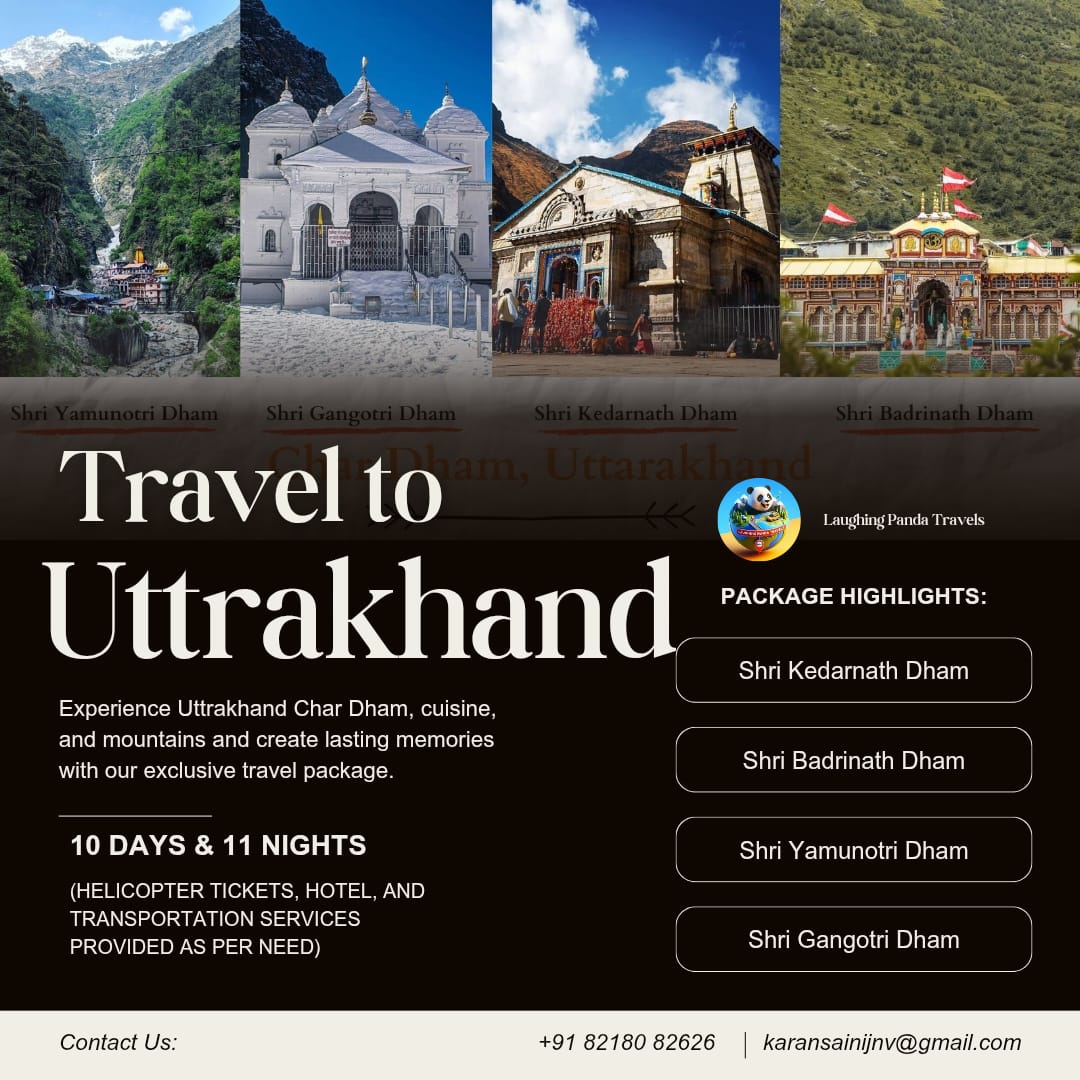 Shri Yamunotri Dham
Shri Gangotri Dham
Shri Kedarnath Dham
Shri Badrinath Dham
Char Dham, Uttarakhand
Travel to
Uttrakhand
Experience Uttrakhand Char Dham, cuisine,
and mountains and create lasting memories
with our exclusive travel package.
10 DAYS & 11 NIGHTS
(HELICOPTER TICKETS, HOTEL, AND
TRANSPORTATION SERVICES
PROVIDED AS PER NEED)
Laughing Panda Travels
PACKAGE HIGHLIGHTS:
Shri Kedarnath Dham
Shri Badrinath Dham
Shri Yamunotri Dham
Shri Gangotri Dham
Contact Us:
+91 82180 82626
karansainijnv@gmail.com